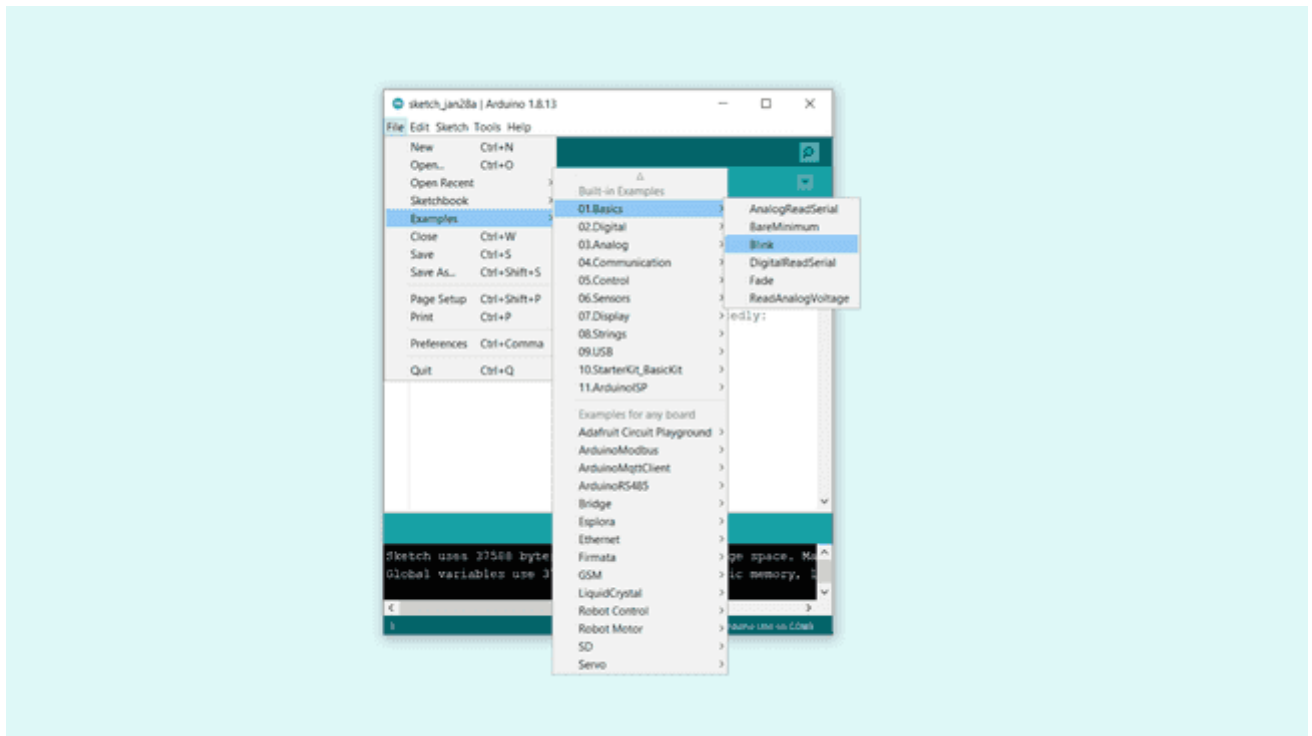 sketch_jan28a | Arduino 1.8.13
File Edit Sketch Tools Help
New Ctrl+N
Open... Ctrl+O
Open Recent
Sketchbook
Examples
Close Ctrl+W
Save Ctrl+S
Save As... Ctrl+Shift+S
Page Setup Ctrl+Shift+P
Print Ctrl+P
Preferences Ctrl+Comma
Quit Ctrl+Q
Built-in Examples
01.Basics
02.Digital
03.Analog
04.Communication
05.Control
06.Sensors
07.Display
08.Strings
09.USB
10.StarterKit_BasicKit
11.ArduinoISP
Examples for any board
Adafruit Circuit Playground
ArduinoModbus
ArduinoMqttClient
ArduinoRS485
Bridge
Esplora
Ethernet
Firmata
GSM
LiquidCrystal
Robot Control
Robot Motor
SD
Servo
AnalogReadSerial
BareMinimum
Blink
DigitalReadSerial
Fade
ReadAnalogVoltage
edly:
Sketch uses 37588 byte ge space. Ma
Global variables use 3 ic memory,